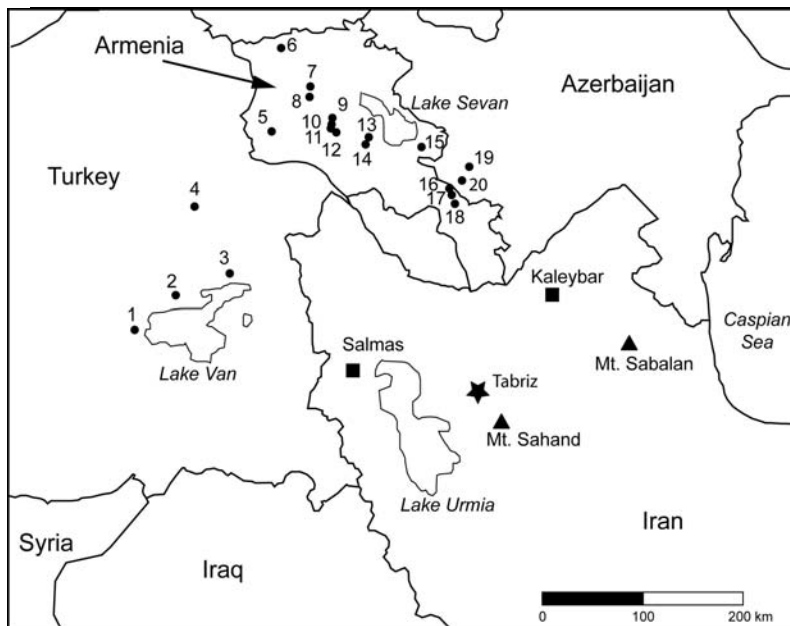 Armenia
6
7
8
Azerbaijan
Lake Sevan
9
10
11
12
13
14
5
15
19
20
16
17
18
Turkey
4
3
2
1
Lake Van
Kaleybar
Caspian
Sea
Salmas
Mt. Sabalan
Tabriz
Mt. Sahand
Lake Urmia
Iran
Syria
Iraq
0 100 200 km